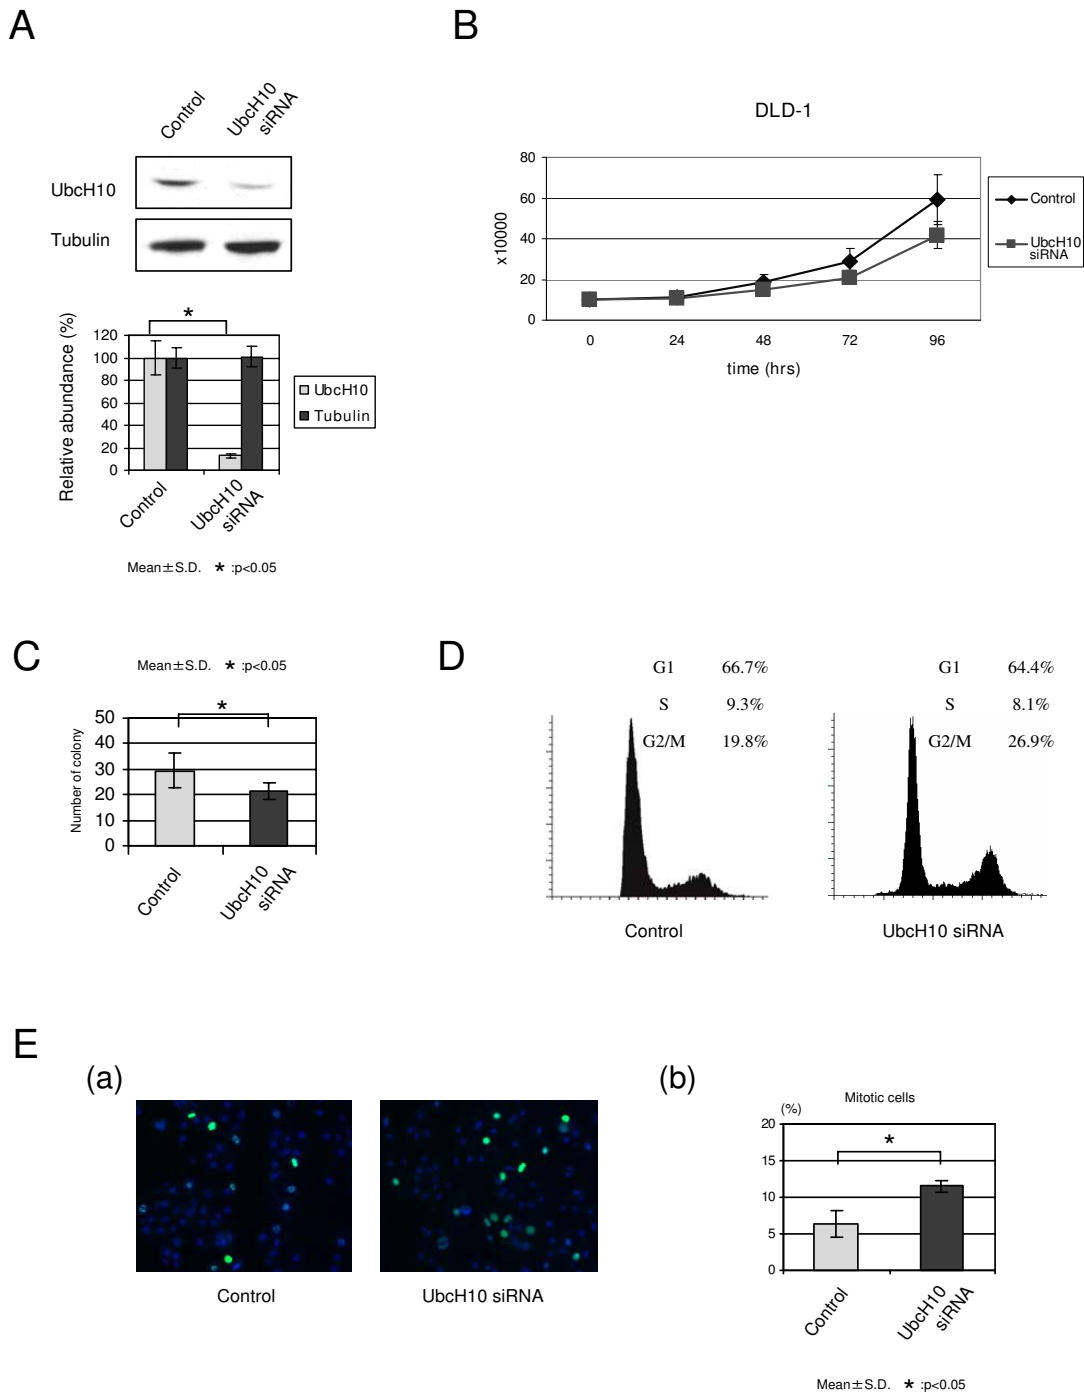 A
Control
UbcH10
siRNA
UbcH10
Tubulin
*
Relative abundance (%)
120
100
80
60
40
20
0
UbcH10
Tubulin
Control
UbcH10
siRNA
Mean±S.D. * :p<0.05
B
DLD-1
x10000
80
60
40
20
0
0 24 48 72 96
time (hrs)
Control
UbcH10
siRNA
C
Mean±S.D. * :p<0.05
*
Number of colony
50
40
30
20
10
0
Control
UbcH10
siRNA
D
G1 66.7%
S 9.3%
G2/M 19.8%
Control
G1 64.4%
S 8.1%
G2/M 26.9%
UbcH10 siRNA
E
(a)
Control
UbcH10 siRNA
(b)
Mitotic cells
(%)
20
15
10
5
0
*
Control
UbcH10
siRNA
Mean±S.D. * :p<0.05